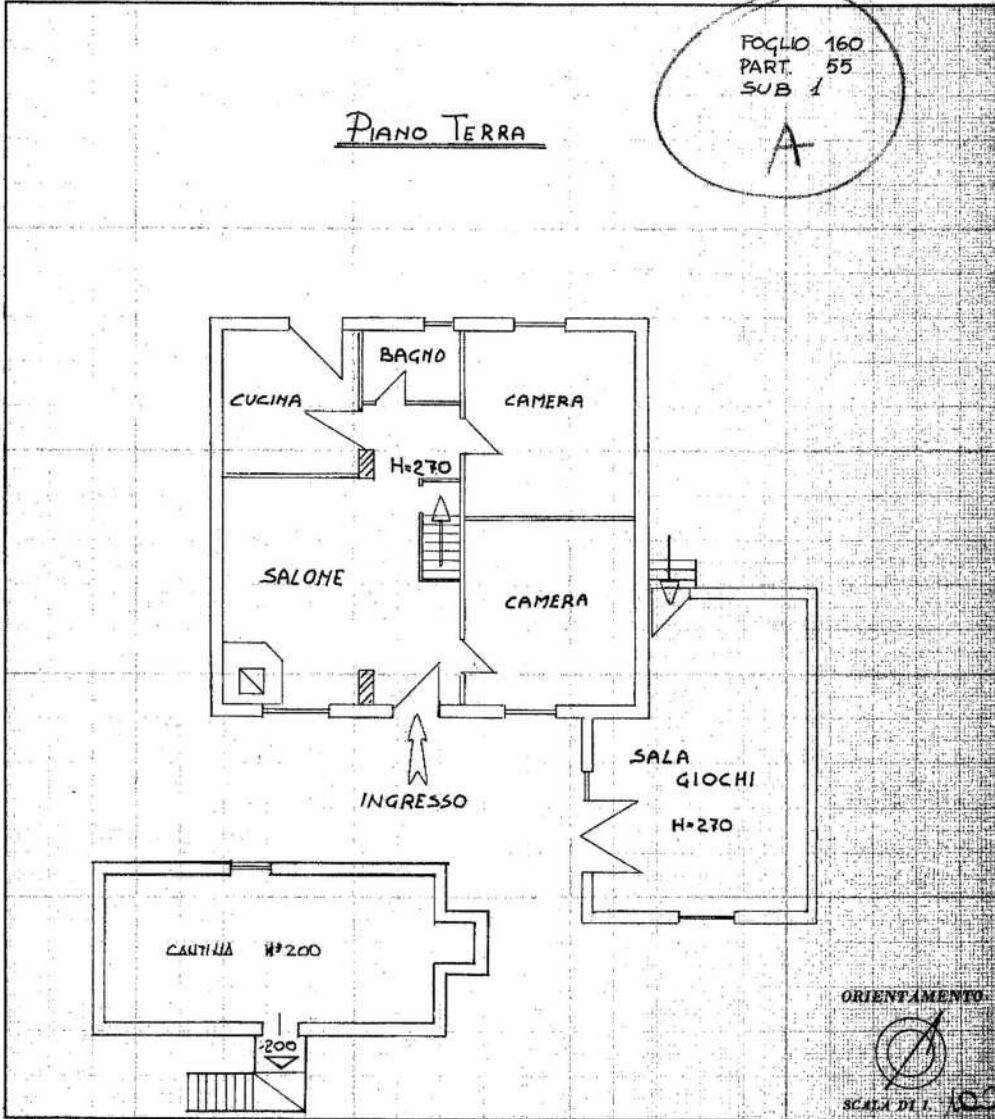 FOGLIO 160
PART. 55
SUB 1
A
PIANO TERRA
BAGNO
CUCINA
CAMERA
H=270
SALONE
CAMERA
SALA
GIOCHI
H=270
INGRESSO
CANTINA H=200
-200
ORIENTAMENTO
SCALA DI 1: 100